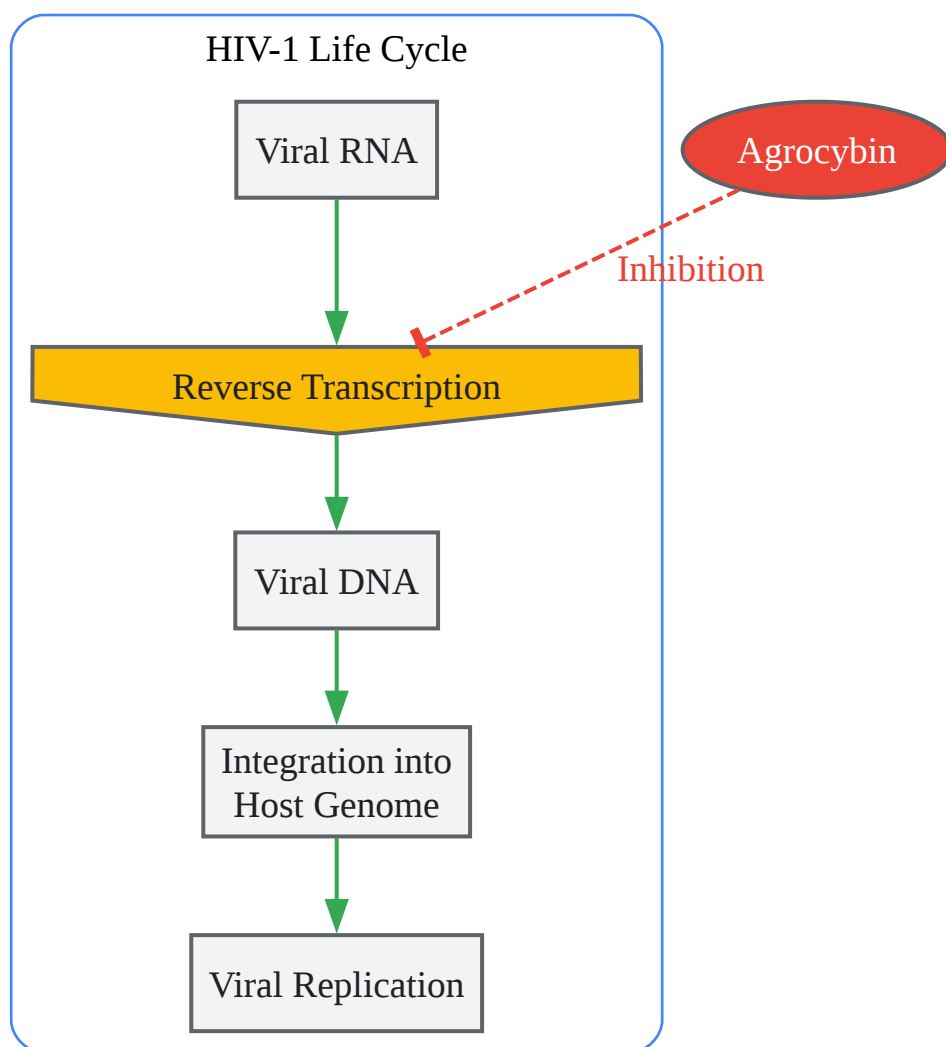 HIV-1 Life Cycle
Viral RNA
Agrocybin
Inhibition
Reverse Transcription
Viral DNA
Integration into
Host Genome
Viral Replication